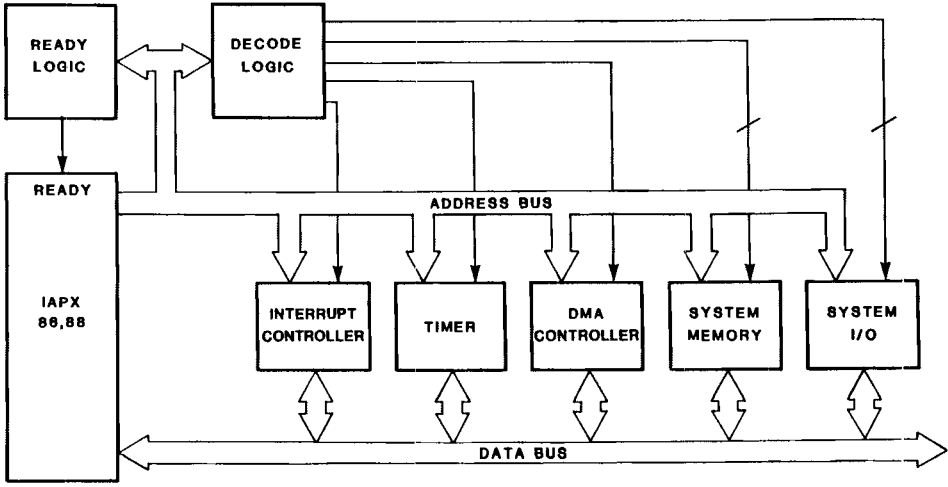 READY
LOGIC
DECODE
LOGIC
READY
ADDRESS BUS
IAPX
86,88
INTERRUPT
CONTROLLER
TIMER
DMA
CONTROLLER
SYSTEM
MEMORY
SYSTEM
I/O
DATA BUS